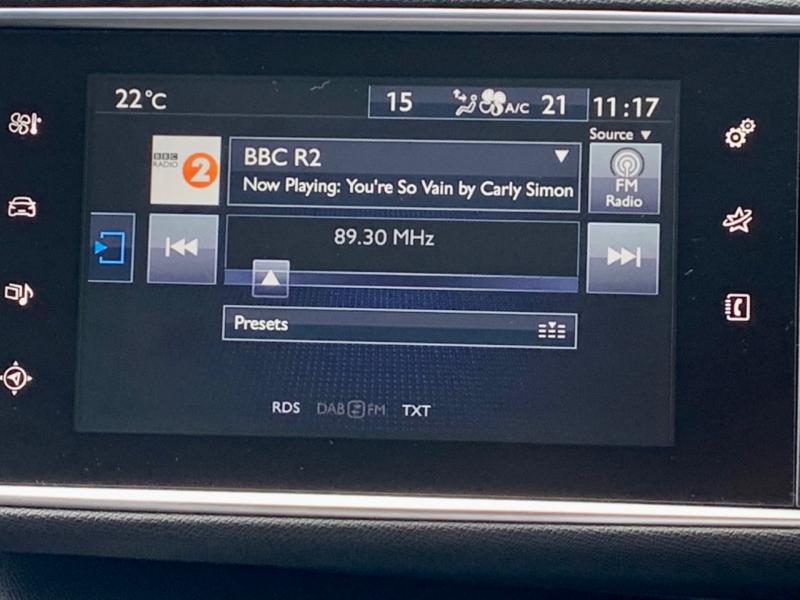 22°C
15 A/C 21 11:17
Source ▼
BBC RADIO 2
BBC R2
Now Playing: You're So Vain by Carly Simon
FM Radio
89.30 MHz
Presets
RDS DAB FM TXT